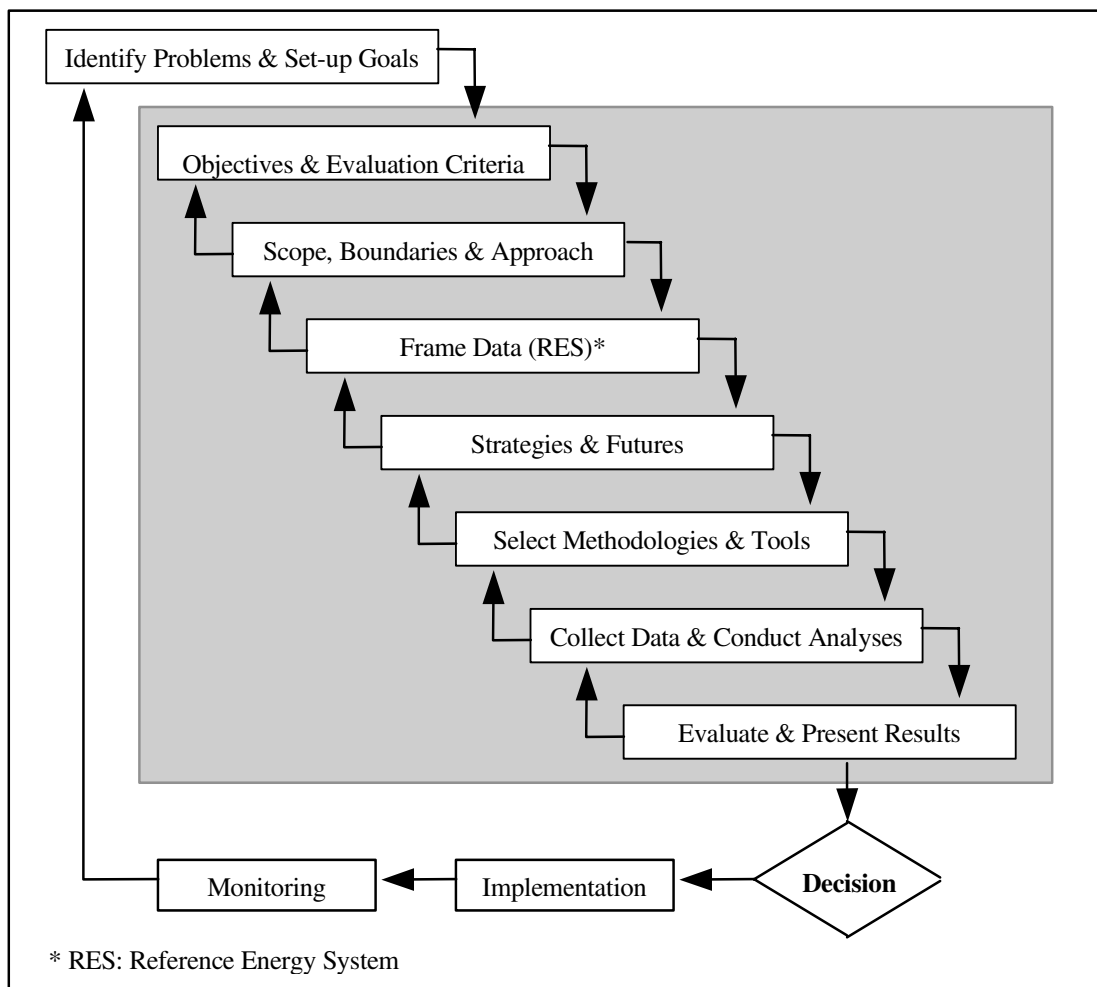 Identify Problems & Set-up Goals
Objectives & Evaluation Criteria
Scope, Boundaries & Approach
Frame Data (RES)*
Strategies & Futures
Select Methodologies & Tools
Collect Data & Conduct Analyses
Evaluate & Present Results
Decision
Implementation
Monitoring
* RES: Reference Energy System